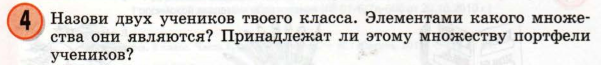 4 Назови двух учеников твоего класса. Элементами какого множе-
ства они являются? Принадлежат ли этому множеству портфели
учеников?